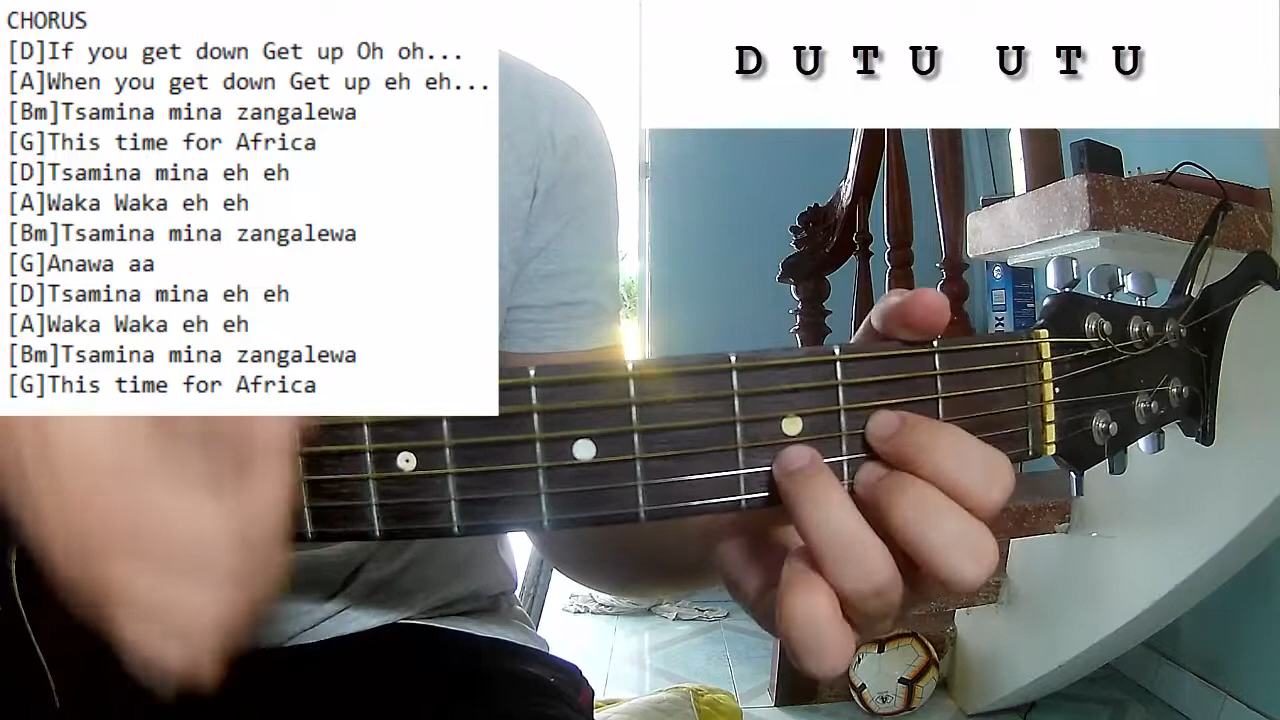 CHORUS
[D]If you get down Get up Oh oh...
[A]When you get down Get up eh eh...
[Bm]Tsamina mina zangalewa
[G]This time for Africa
[D]Tsamina mina eh eh
[A]Waka Waka eh eh
[Bm]Tsamina mina zangalewa
[G]Anawa aa
[D]Tsamina mina eh eh
[A]Waka Waka eh eh
[Bm]Tsamina mina zangalewa
[G]This time for Africa
D U T U U T U